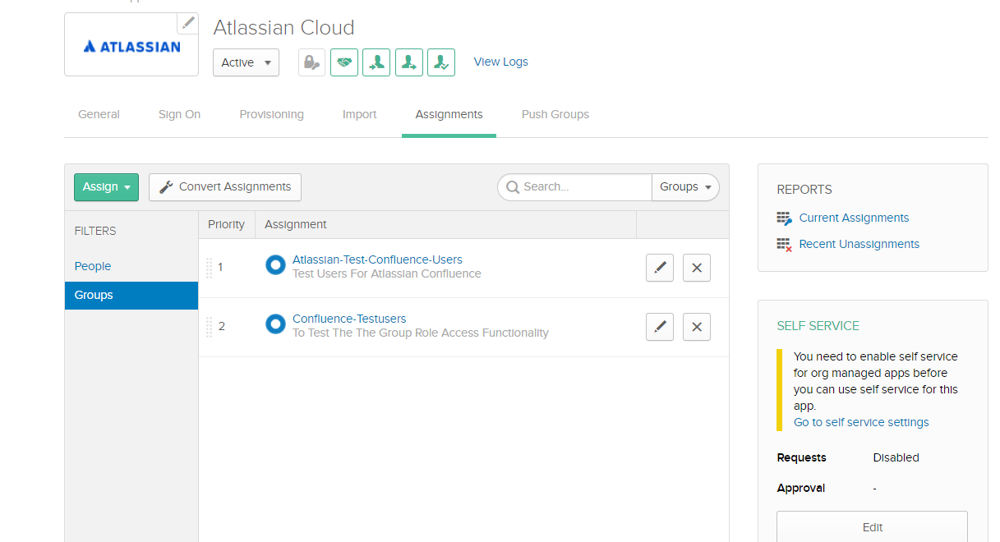 ATLASSIAN
Atlassian Cloud
Active
View Logs
General
Sign On
Provisioning
Import
Assignments
Push Groups
Assign
Convert Assignments
Search...
Groups
FILTERS
People
Groups
Priority
Assignment
1
Atlassian-Test-Confluence-Users
Test Users For Atlassian Confluence
2
Confluence-Testusers
To Test The The Group Role Access Functionality
REPORTS
Current Assignments
Recent Unassignments
SELF SERVICE
You need to enable self service
for org managed apps before
you can use self service for this
app.
Go to self service settings
Requests Disabled
Approval -
Edit